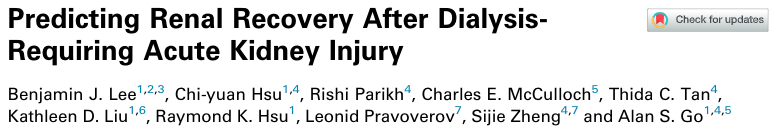 Predicting Renal Recovery After Dialysis-
Requiring Acute Kidney Injury
Check for updates
Benjamin J. Lee1,2,3, Chi-yuan Hsu1,4, Rishi Parikh4, Charles E. McCulloch5, Thida C. Tan4,
Kathleen D. Liu1,6, Raymond K. Hsu1, Leonid Pravoverov7, Sijie Zheng4,7 and Alan S. Go1,4,5